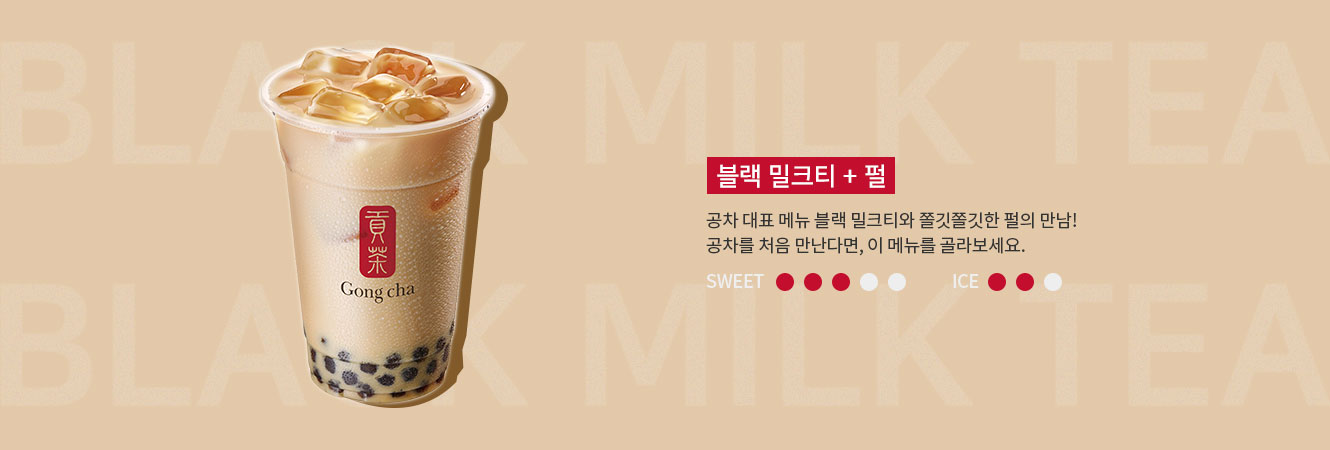 BLACK MILK TEA
貢茶
Gong cha
블랙 밀크티 + 펄
공차 대표 메뉴 블랙 밀크티와 쫄깃쫄깃한 펄의 만남!
공차를 처음 만난다면, 이 메뉴를 골라보세요.
SWEET
ICE
BLACK MILK TEA